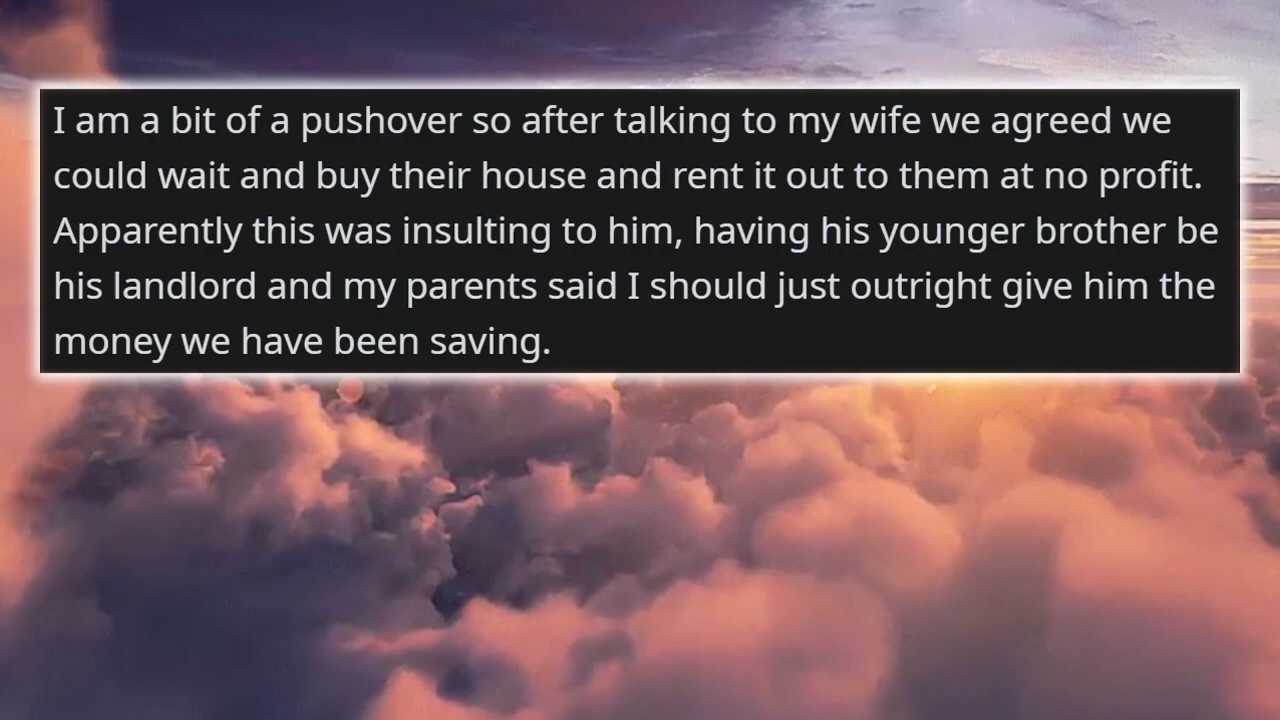 I am a bit of a pushover so after talking to my wife we agreed we
could wait and buy their house and rent it out to them at no profit.
Apparently this was insulting to him, having his younger brother be
his landlord and my parents said I should just outright give him the
money we have been saving.